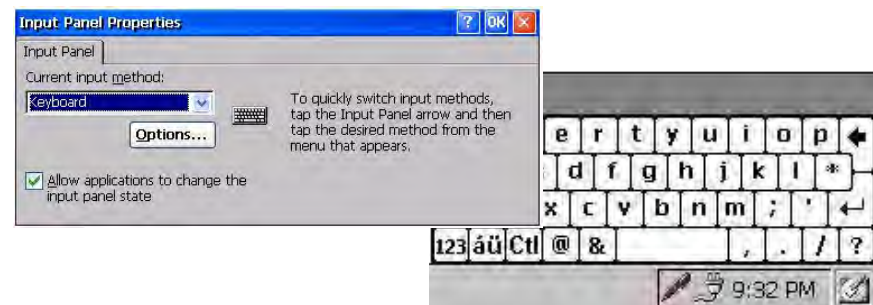 Input Panel Properties ? OK ×
Input Panel
Current input method:
Keyboard
Options...
To quickly switch input methods,
tap the Input Panel arrow and then
tap the desired method from the
menu that appears.
Allow applications to change the
input panel state
e r t y u i o p
d f g h j k l *
x c v b n m ; '
123 áü Ctl @ & , . / ?
9:32 PM